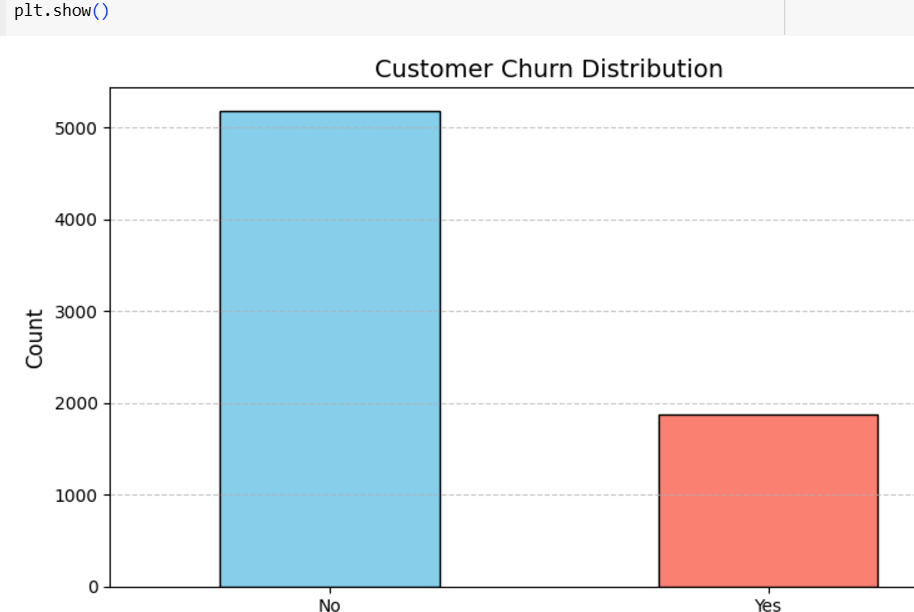 plt.show()
Customer Churn Distribution
5000
4000
3000
2000
1000
0
Count
No
Yes